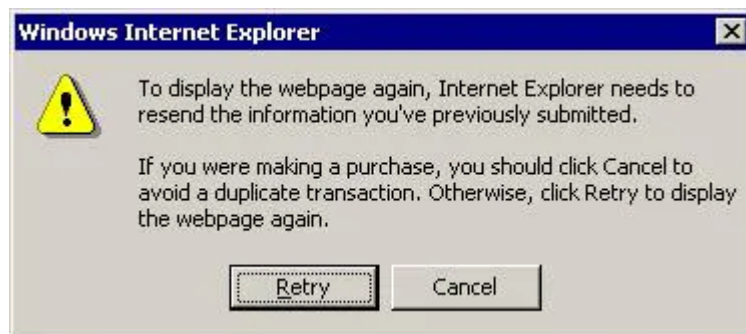 Windows Internet Explorer
To display the webpage again, Internet Explorer needs to
resend the information you've previously submitted.
If you were making a purchase, you should click Cancel to
avoid a duplicate transaction. Otherwise, click Retry to display
the webpage again.
Retry Cancel